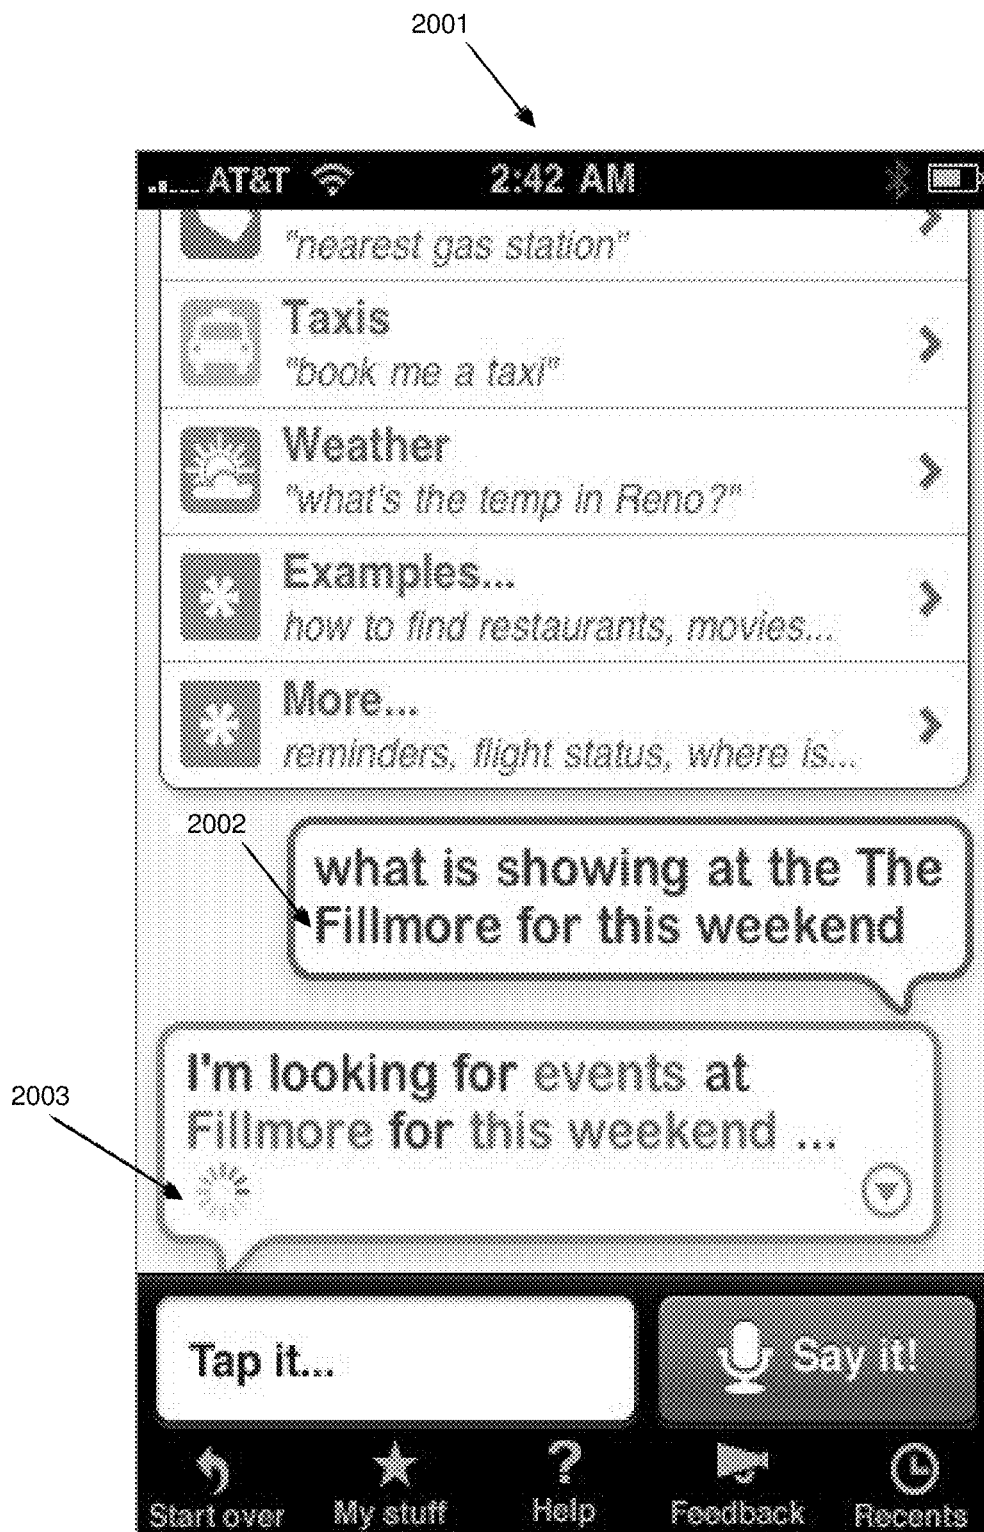 2001
AT&T 2:42 AM
"nearest gas station"
Taxis
"book me a taxi"
Weather
"what's the temp in Reno?"
Examples...
how to find restaurants, movies...
More...
reminders, flight status, where is...
2002
what is showing at the The
Fillmore for this weekend
2003
I'm looking for events at
Fillmore for this weekend ...
Tap it...
Say it!
Start over My stuff Help Feedback Recents